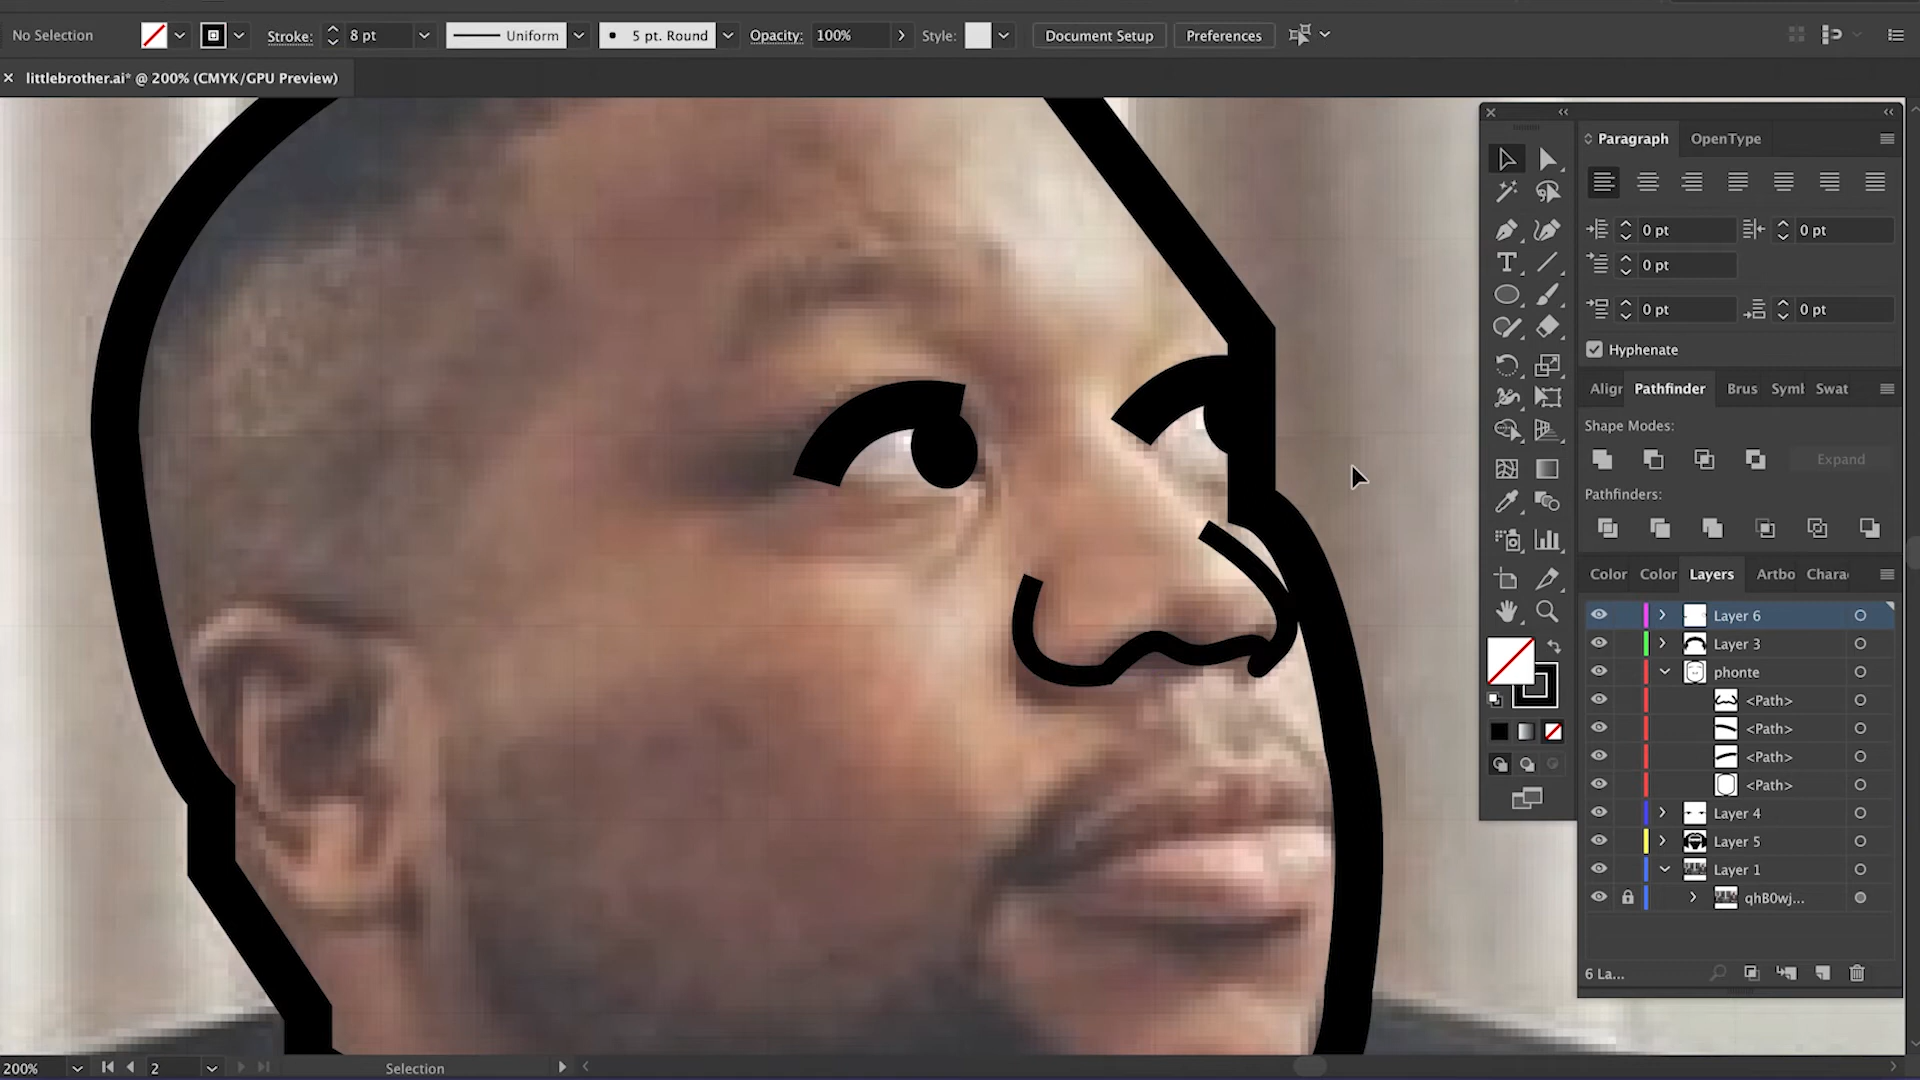 No Selection Stroke: 8 pt Uniform 5 pt. Round Opacity: 100% Style: Document Setup Preferences
littlebrother.ai* @ 200% (CMYK/GPU Preview)
Paragraph OpenType
0 pt 0 pt
0 pt
0 pt 0 pt
Hyphenate
Aligr Pathfinder Brus Symb Swat
Shape Modes:
Expand
Pathfinders:
Color Color Layers Artbo Chara
Layer 6
Layer 3
phonte
<Path>
<Path>
<Path>
<Path>
Layer 4
Layer 5
Layer 1
qhB0wj...
6 La...
200% 2 Selection